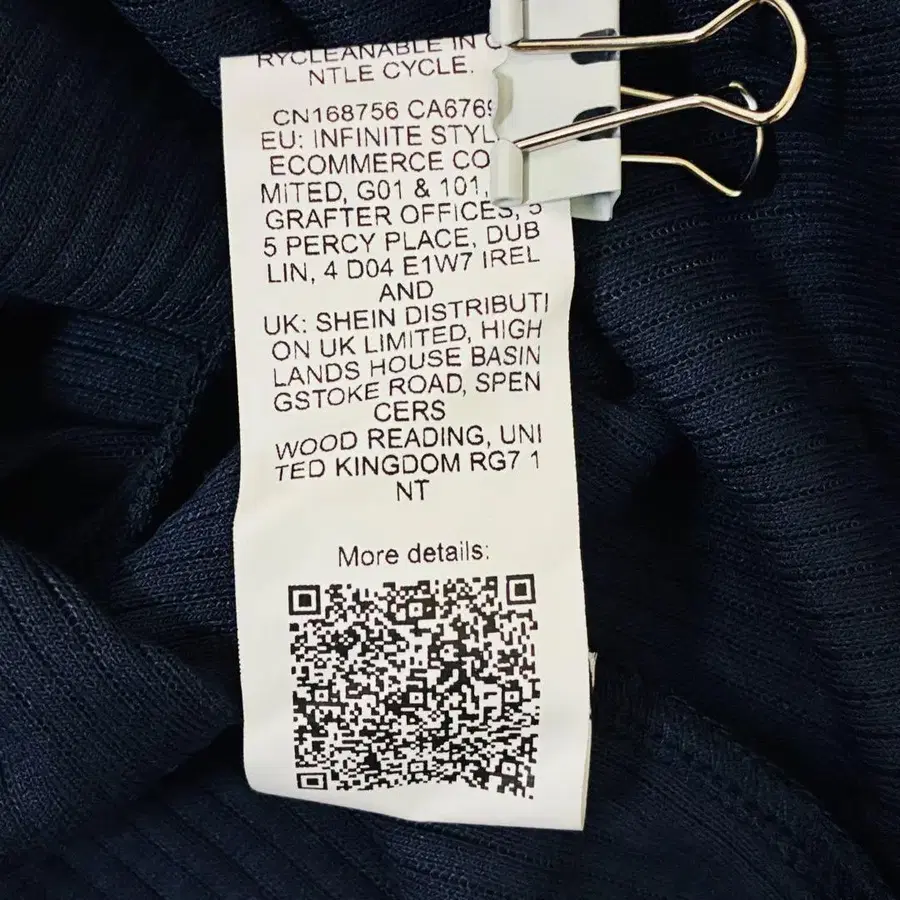 RYCLEANABLE IN
NTLE CYCLE.
CN168756 CA6769
EU: INFINITE STYL
ECOMMERCE CO
MITED, G01 & 101,
GRAFTER OFFICES, 5
5 PERCY PLACE, DUB
LIN, 4 D04 E1W7 IREL
AND
UK: SHEIN DISTRIBUTI
ON UK LIMITED, HIGH
LANDS HOUSE BASIN
GSTOKE ROAD, SPEN
CERS
WOOD READING, UNI
TED KINGDOM RG7 1
NT
More details: